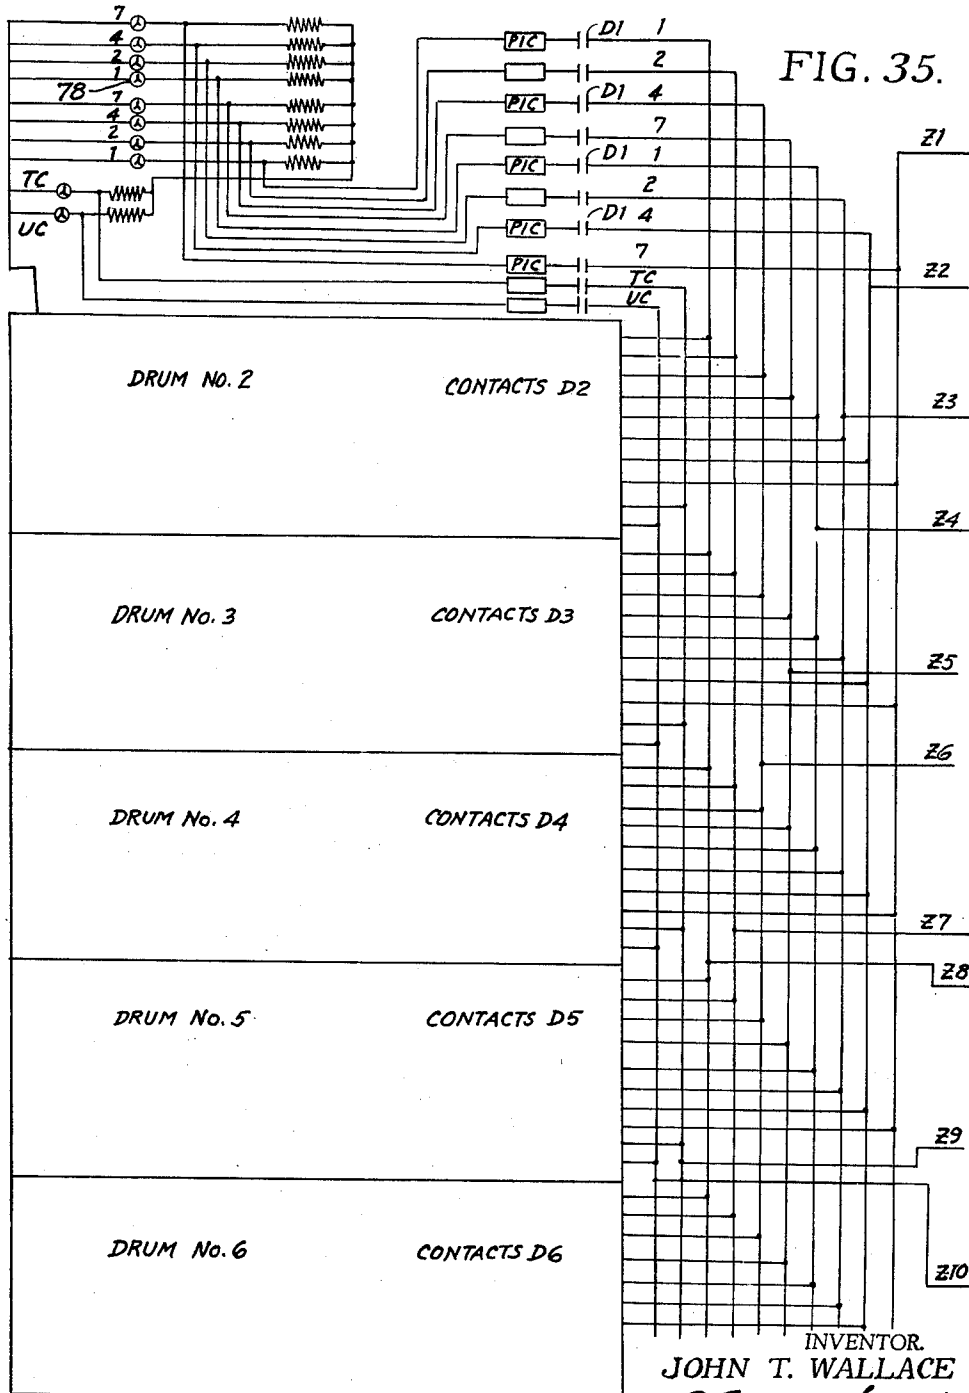 FIG. 35.
7
4
2
1
78
7
4
2
1
TC
UC
PIC D1 1
2
PIC D1 4
7
PIC D1 1
2
PIC D1 4
PIC 7
TC
UC
Z1
Z2
DRUM No. 2 CONTACTS D2
Z3
Z4
DRUM No. 3 CONTACTS D3
Z5
Z6
DRUM No. 4 CONTACTS D4
Z7
Z8
DRUM No. 5 CONTACTS D5
Z9
DRUM No. 6 CONTACTS D6
Z10
INVENTOR.
JOHN T. WALLACE